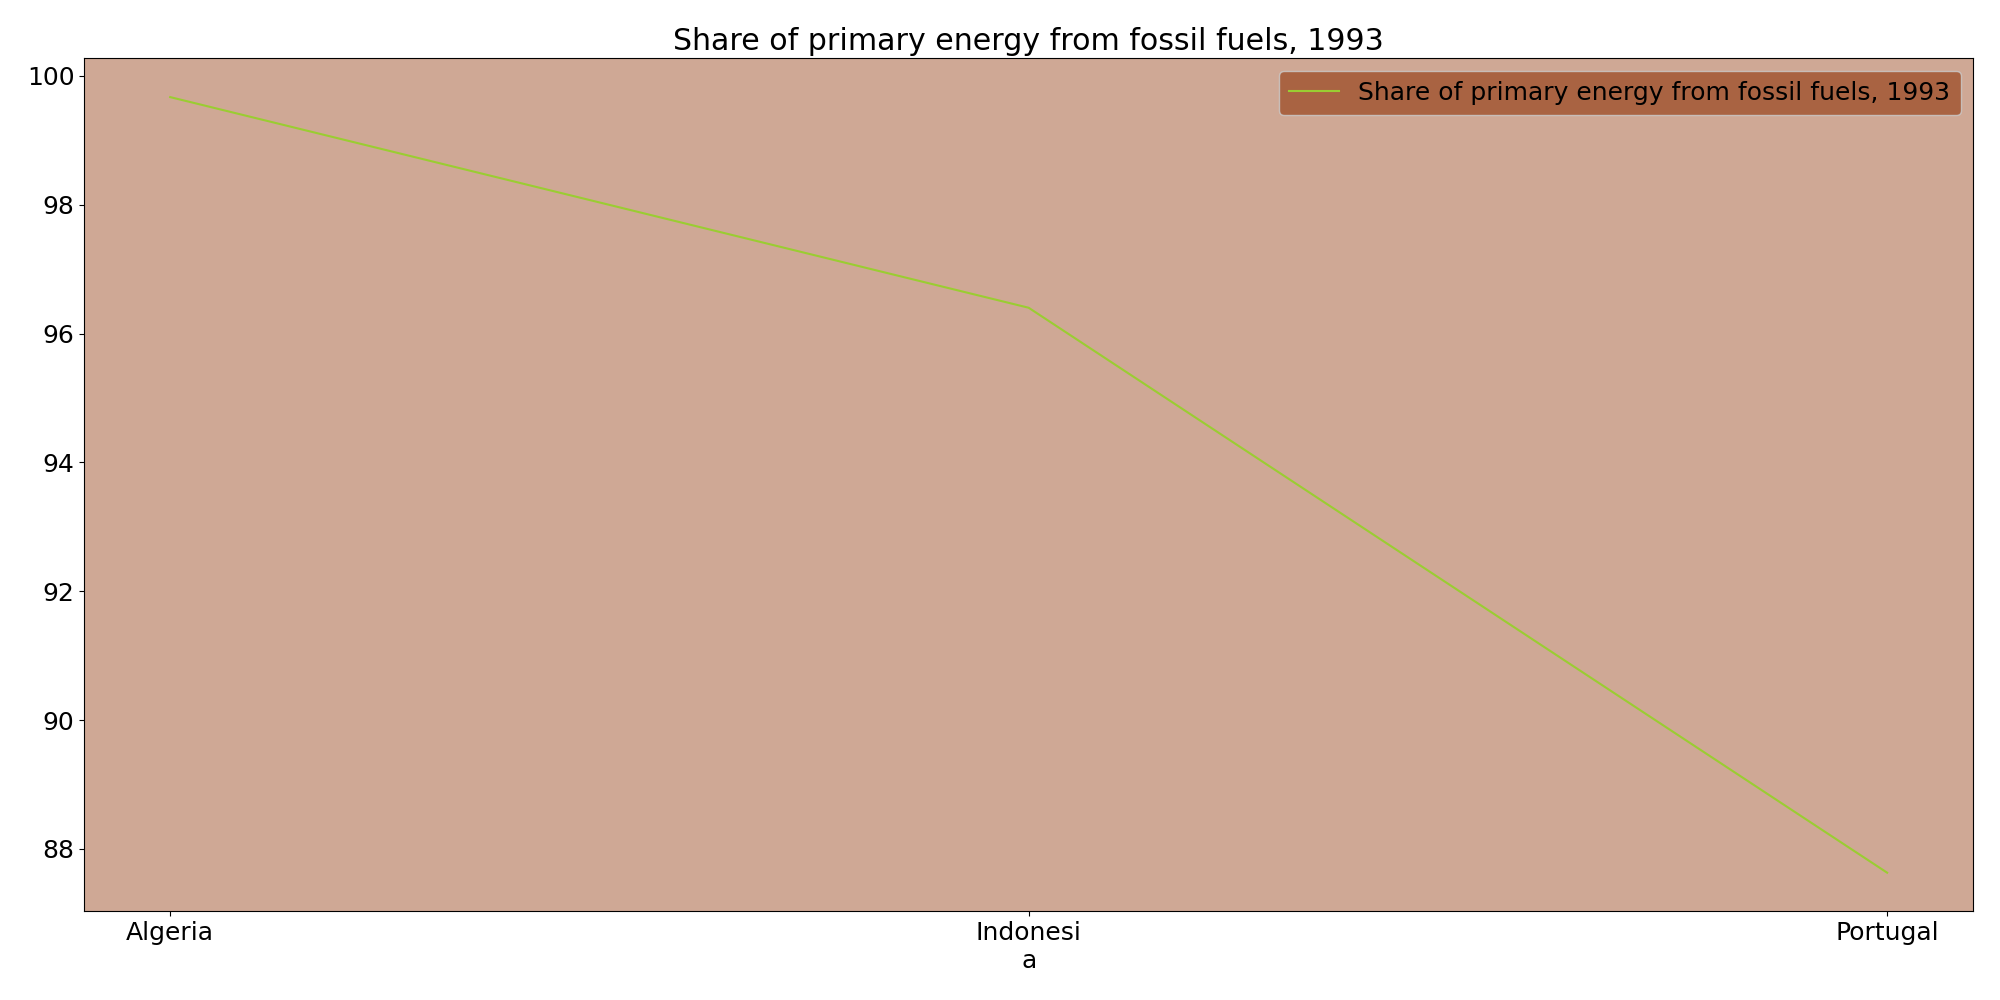 Share of primary energy from fossil fuels, 1993
Share of primary energy from fossil fuels, 1993
100
98
96
94
92
90
88
Algeria
Indonesi
a
Portugal